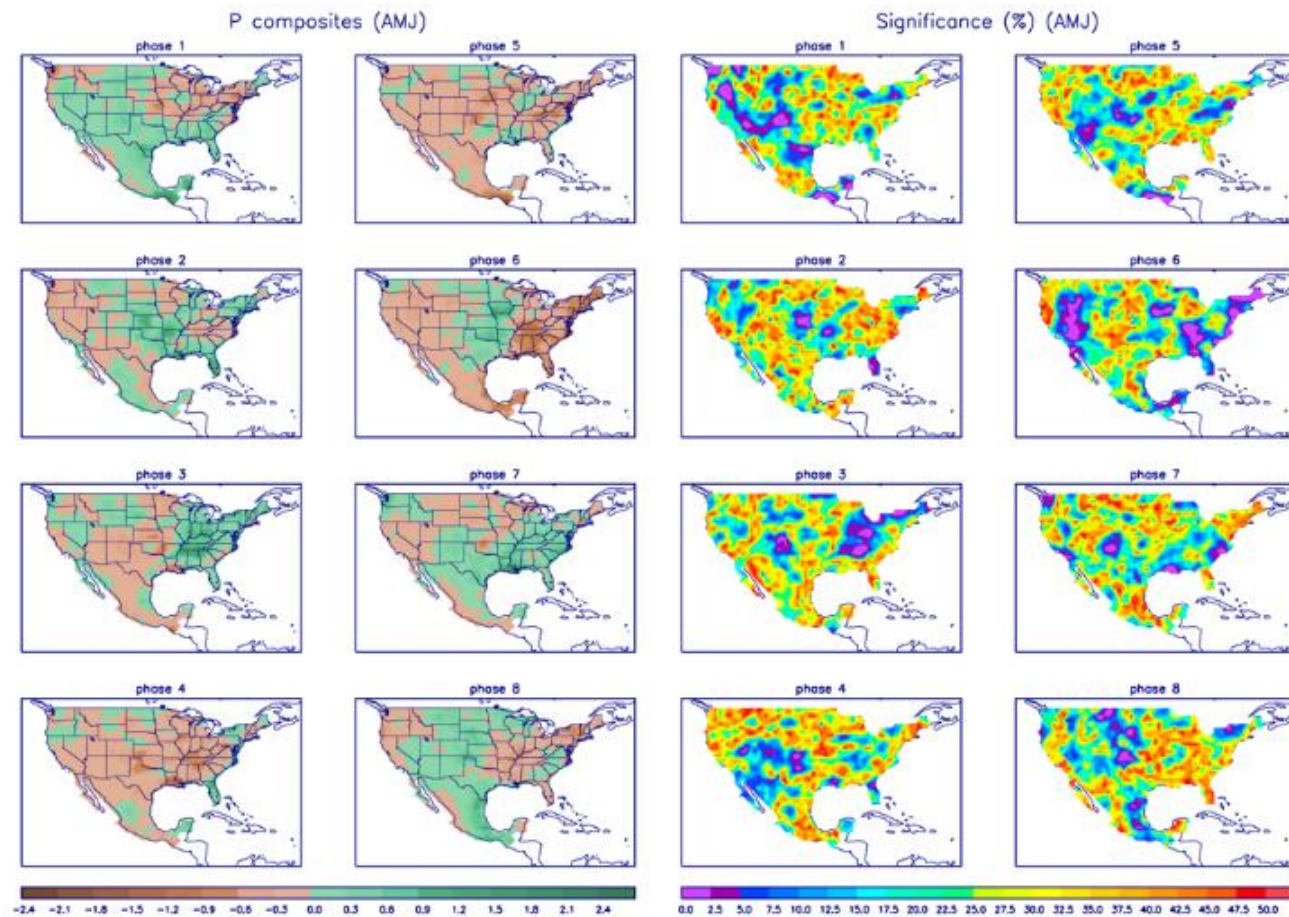 P composites (AMJ) Significance (%) (AMJ)
phase 1 phase 5 phase 1 phase 5
phase 2 phase 6 phase 2 phase 6
phase 3 phase 7 phase 3 phase 7
phase 4 phase 8 phase 4 phase 8
-2.4 -2.1 -1.8 -1.5 -1.2 -0.9 -0.6 -0.3 0.0 0.3 0.6 0.9 1.2 1.5 1.8 2.1 2.4 0.0 2.5 5.0 7.5 10.0 12.5 15.0 17.5 20.0 22.5 25.0 27.5 30.0 32.5 35.0 37.5 40.0 42.5 45.0 47.5 50.0